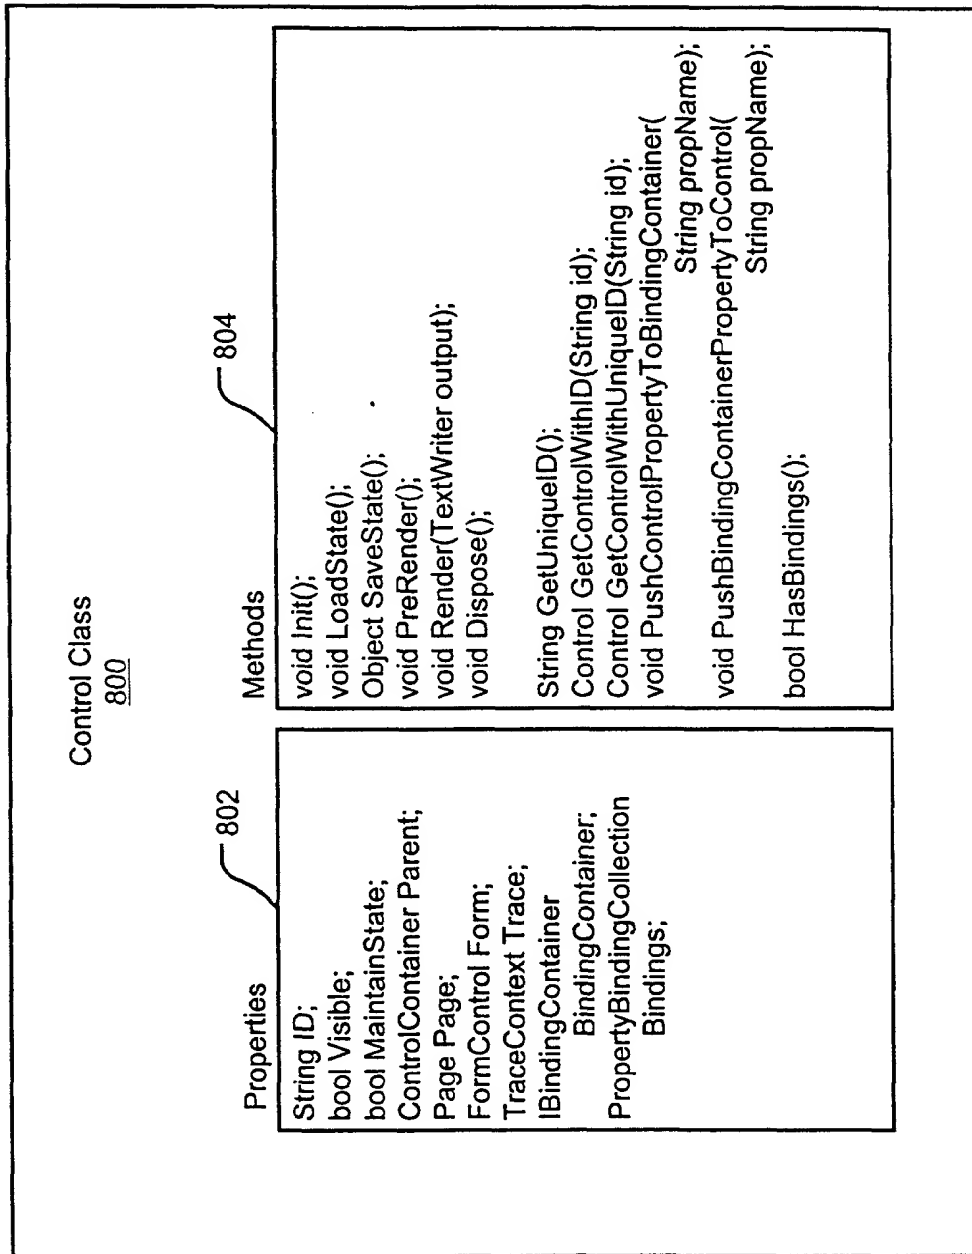 Control Class
800
Properties
802
String ID;
bool Visible;
bool MaintainState;
ControlContainer Parent;
Page Page;
FormControl Form;
TraceContext Trace;
IBindingContainer
BindingContainer;
PropertyBindingCollection
Bindings;
Methods
804
void Init();
void LoadState();
Object SaveState();
void PreRender();
void Render(TextWriter output);
void Dispose();
String GetUniqueID();
Control GetControlWithID(String id);
Control GetControlWithUniqueID(String id);
void PushControlPropertyToBindingContainer(
String propName);
void PushBindingContainerPropertyToControl(
String propName);
bool HasBindings();